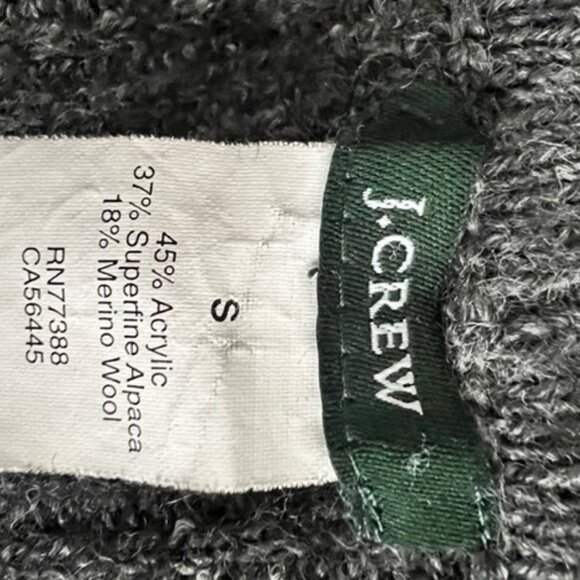 J.CREW
S
45% Acrylic
37% Superfine Alpaca
18% Merino Wool
RN77388
CA56445